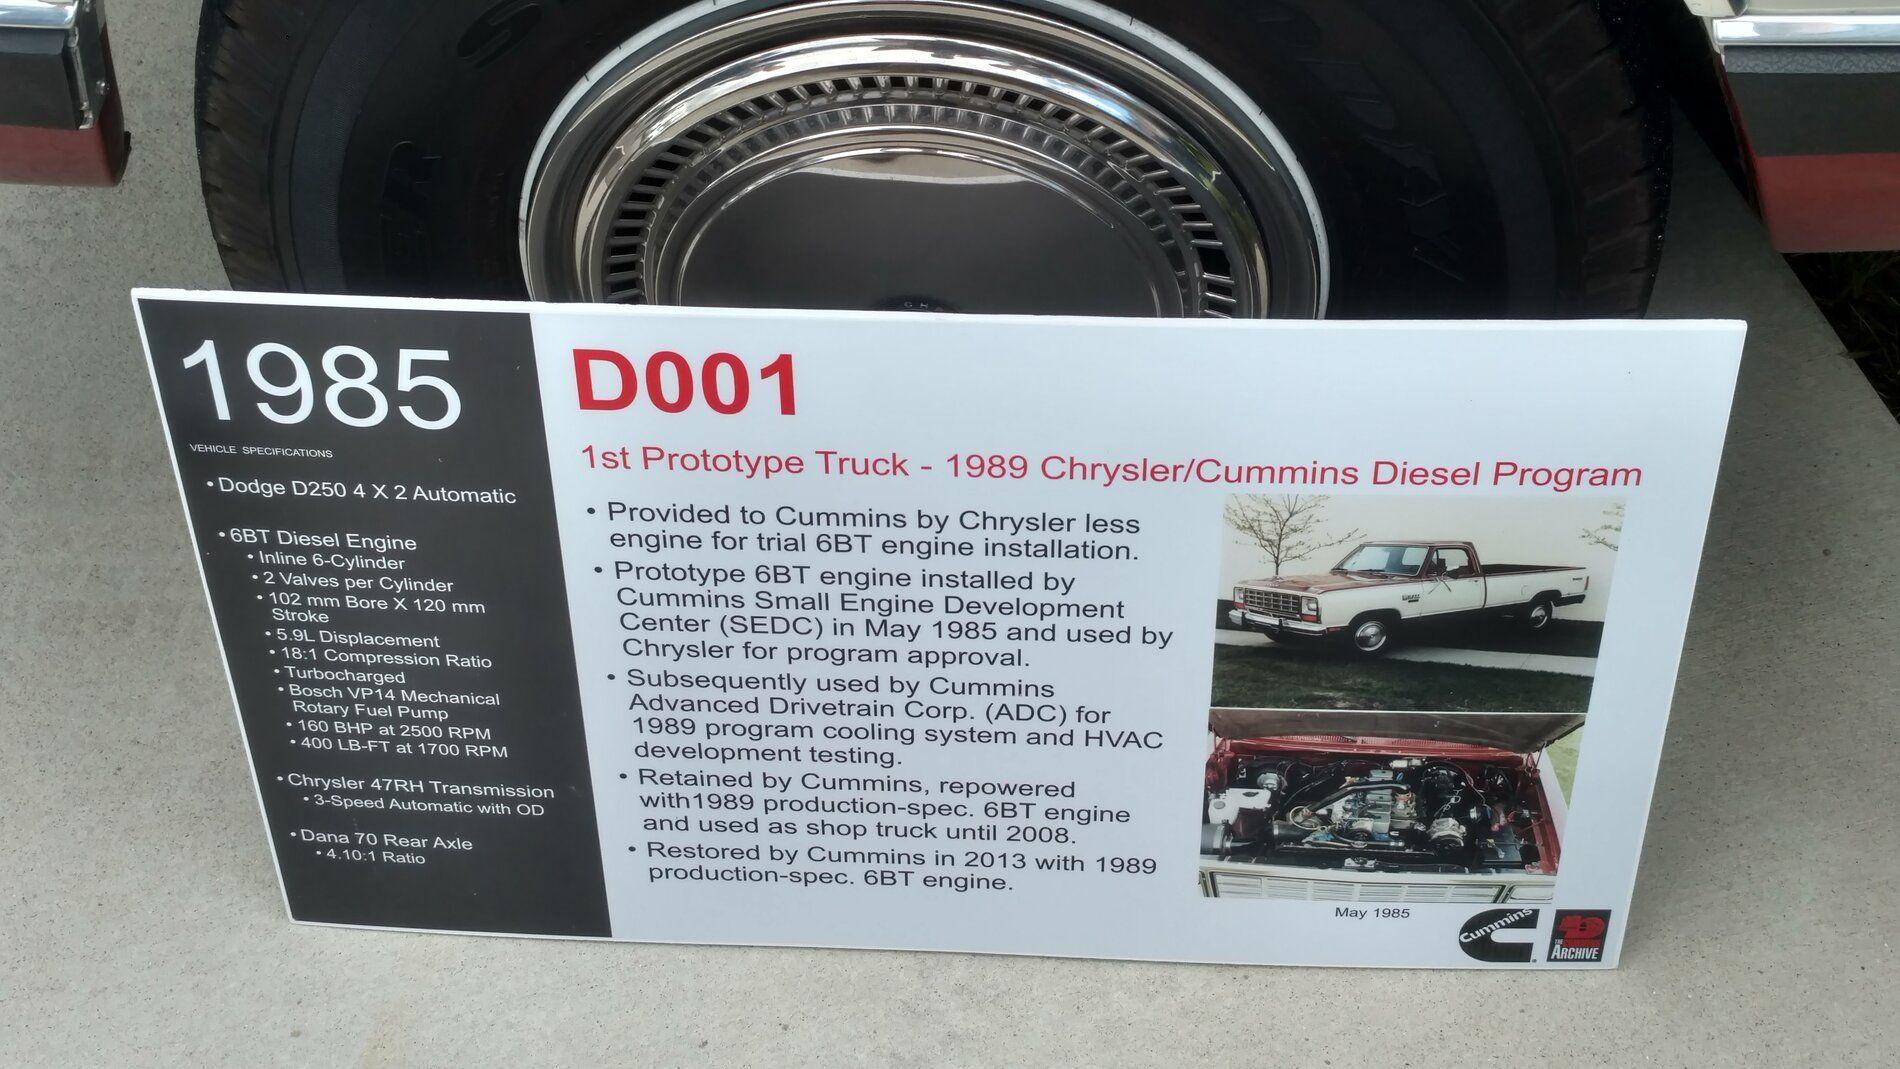 1985
VEHICLE SPECIFICATIONS
• Dodge D250 4 X 2 Automatic
• 6BT Diesel Engine
• Inline 6-Cylinder
• 2 Valves per Cylinder
• 102 mm Bore X 120 mm
Stroke
• 5.9L Displacement
• 18:1 Compression Ratio
• Turbocharged
• Bosch VP14 Mechanical
Rotary Fuel Pump
• 160 BHP at 2500 RPM
• 400 LB-FT at 1700 RPM
• Chrysler 47RH Transmission
• 3-Speed Automatic with OD
• Dana 70 Rear Axle
• 4.10:1 Ratio
D001
1st Prototype Truck - 1989 Chrysler/Cummins Diesel Program
• Provided to Cummins by Chrysler less
engine for trial 6BT engine installation.
• Prototype 6BT engine installed by
Cummins Small Engine Development
Center (SEDC) in May 1985 and used by
Chrysler for program approval.
• Subsequently used by Cummins
Advanced Drivetrain Corp. (ADC) for
1989 program cooling system and HVAC
development testing.
• Retained by Cummins, repowered
with1989 production-spec. 6BT engine
and used as shop truck until 2008.
• Restored by Cummins in 2013 with 1989
production-spec. 6BT engine.
May 1985
Cummins
THE
ARCHIVE